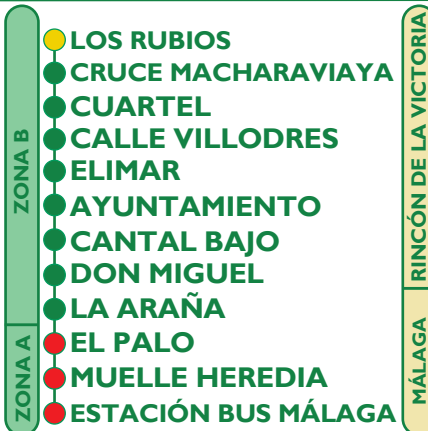 LOS RUBIOS
CRUCE MACHARAVIAYA
CUARTEL
CALLE VILLODRES
ELIMAR
AYUNTAMIENTO
CANTAL BAJO
DON MIGUEL
LA ARAÑA
EL PALO
MUELLE HEREDIA
ESTACIÓN BUS MÁLAGA
ZONA B
ZONA A
RINCÓN DE LA VICTORIA
MÁLAGA